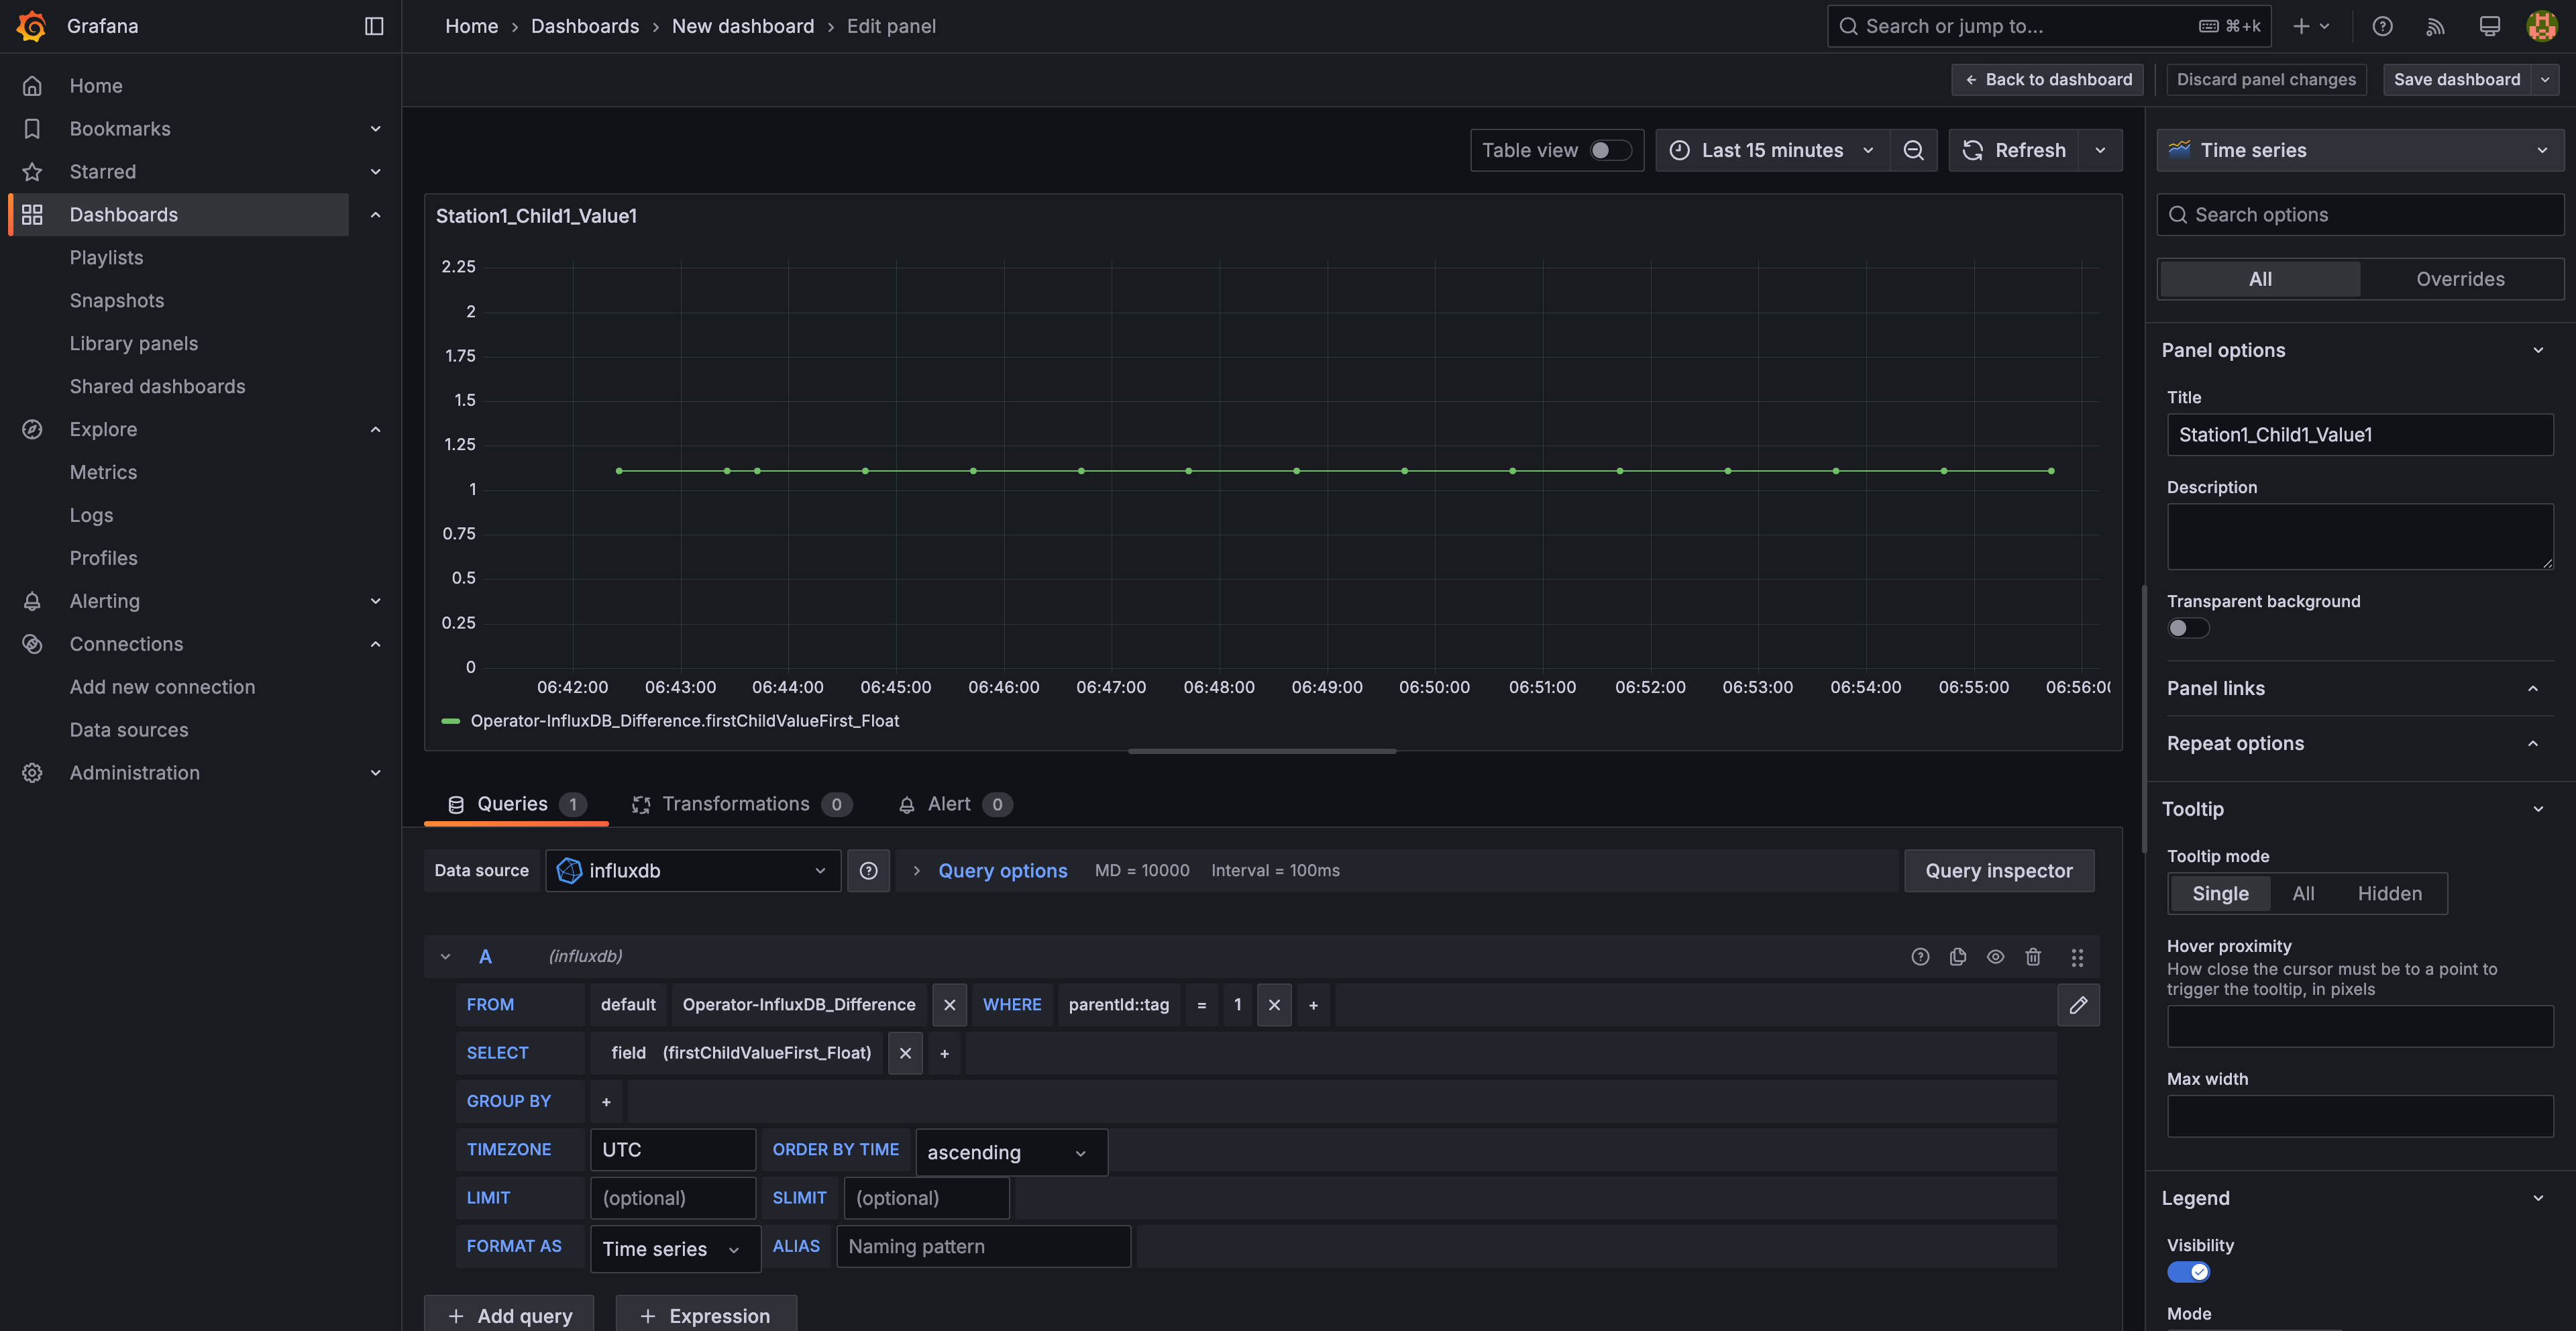 Grafana
Home › Dashboards › New dashboard › Edit panel
Search or jump to... ⌘+k
Back to dashboard
Discard panel changes
Save dashboard
Home
Bookmarks
Starred
Dashboards
Playlists
Snapshots
Library panels
Shared dashboards
Explore
Metrics
Logs
Profiles
Alerting
Connections
Add new connection
Data sources
Administration
Table view
Last 15 minutes
Refresh
Station1_Child1_Value1
2.25
2
1.75
1.5
1.25
1
0.75
0.5
0.25
0
06:42:00 06:43:00 06:44:00 06:45:00 06:46:00 06:47:00 06:48:00 06:49:00 06:50:00 06:51:00 06:52:00 06:53:00 06:54:00 06:55:00 06:56:00
Operator-InfluxDB_Difference.firstChildValueFirst_Float
Queries 1
Transformations 0
Alert 0
Data source influxdb Query options MD = 10000 Interval = 100ms Query inspector
A (influxdb)
FROM default Operator-InfluxDB_Difference WHERE parentId::tag = 1 +
SELECT field (firstChildValueFirst_Float) +
GROUP BY +
TIMEZONE UTC ORDER BY TIME ascending
LIMIT (optional) SLIMIT (optional)
FORMAT AS Time series ALIAS Naming pattern
+ Add query
+ Expression
Time series
Search options
All
Overrides
Panel options
Title
Station1_Child1_Value1
Description
Transparent background
Panel links
Repeat options
Tooltip
Tooltip mode
Single All Hidden
Hover proximity
How close the cursor must be to a point to
trigger the tooltip, in pixels
Max width
Legend
Visibility
Mode